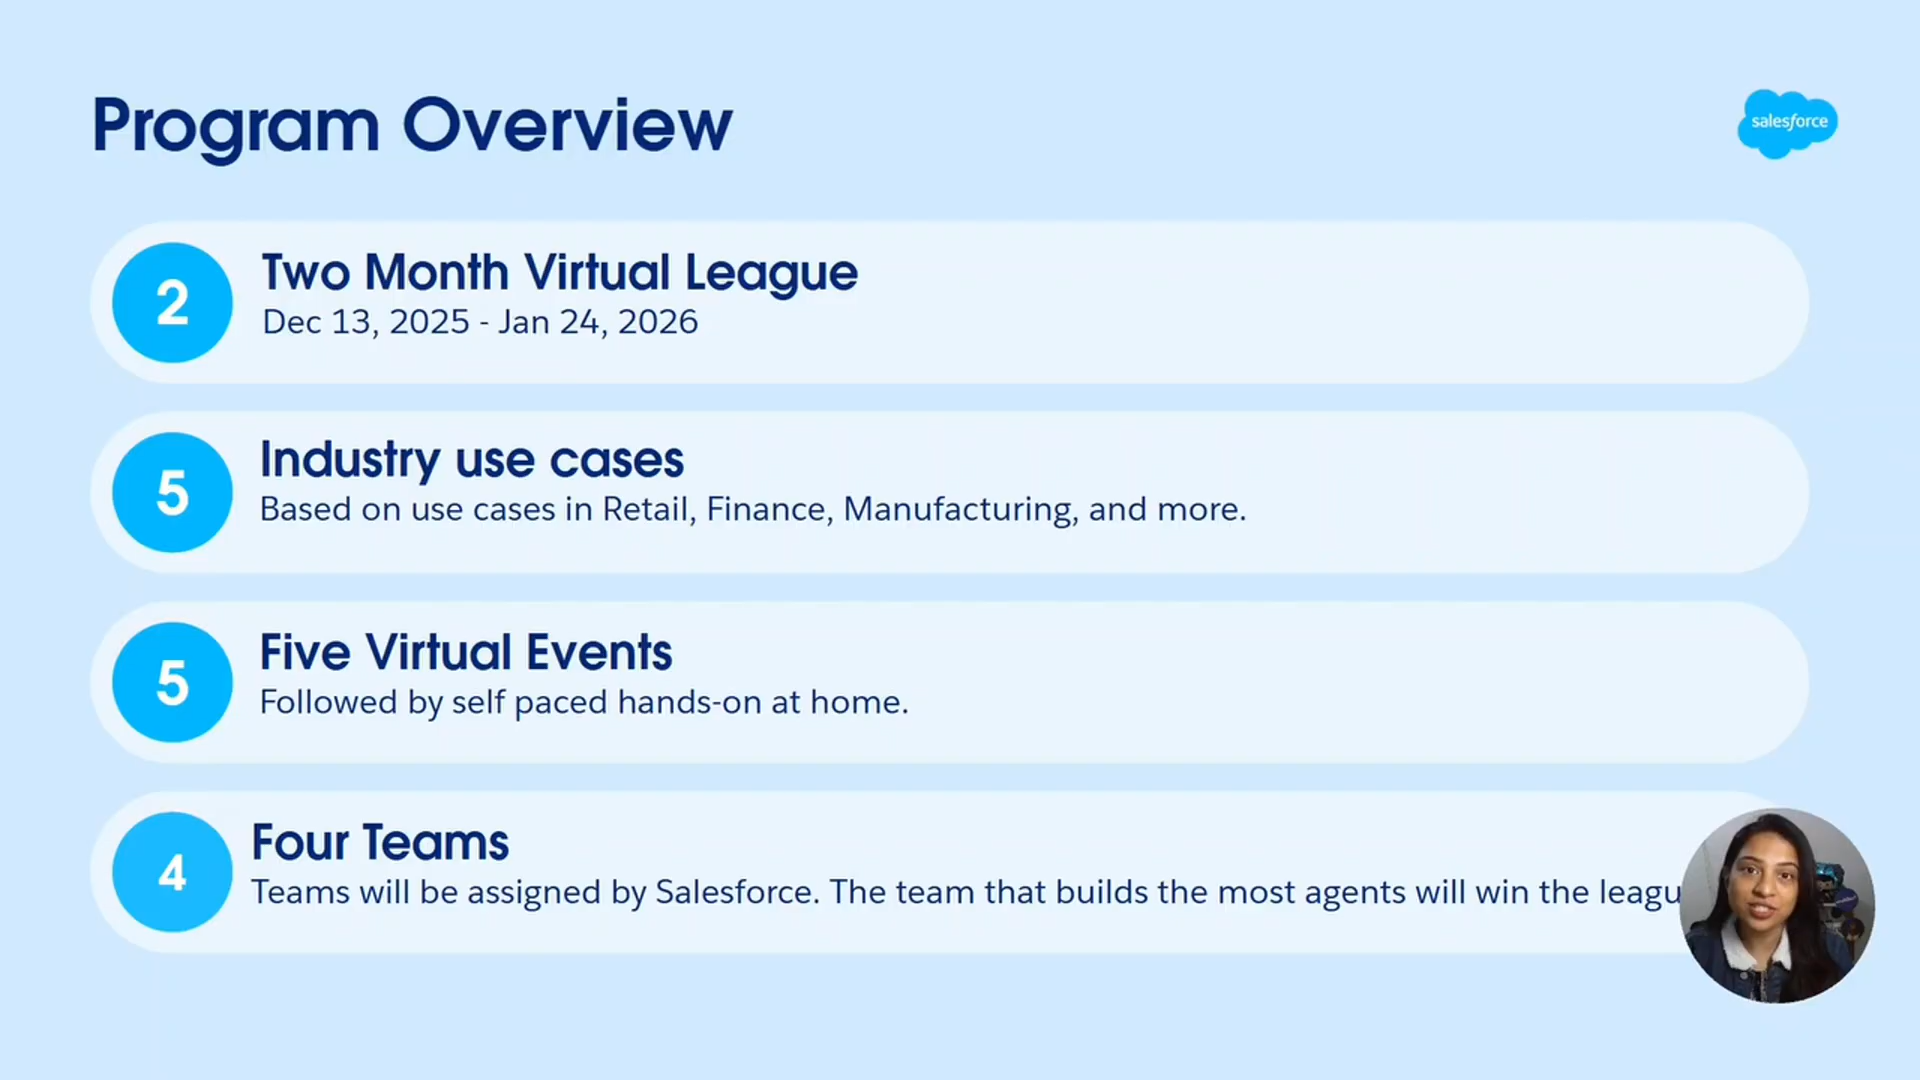 Program Overview
salesforce
2
Two Month Virtual League
Dec 13, 2025 - Jan 24, 2026
5
Industry use cases
Based on use cases in Retail, Finance, Manufacturing, and more.
5
Five Virtual Events
Followed by self paced hands-on at home.
4
Four Teams
Teams will be assigned by Salesforce. The team that builds the most agents will win the leagu